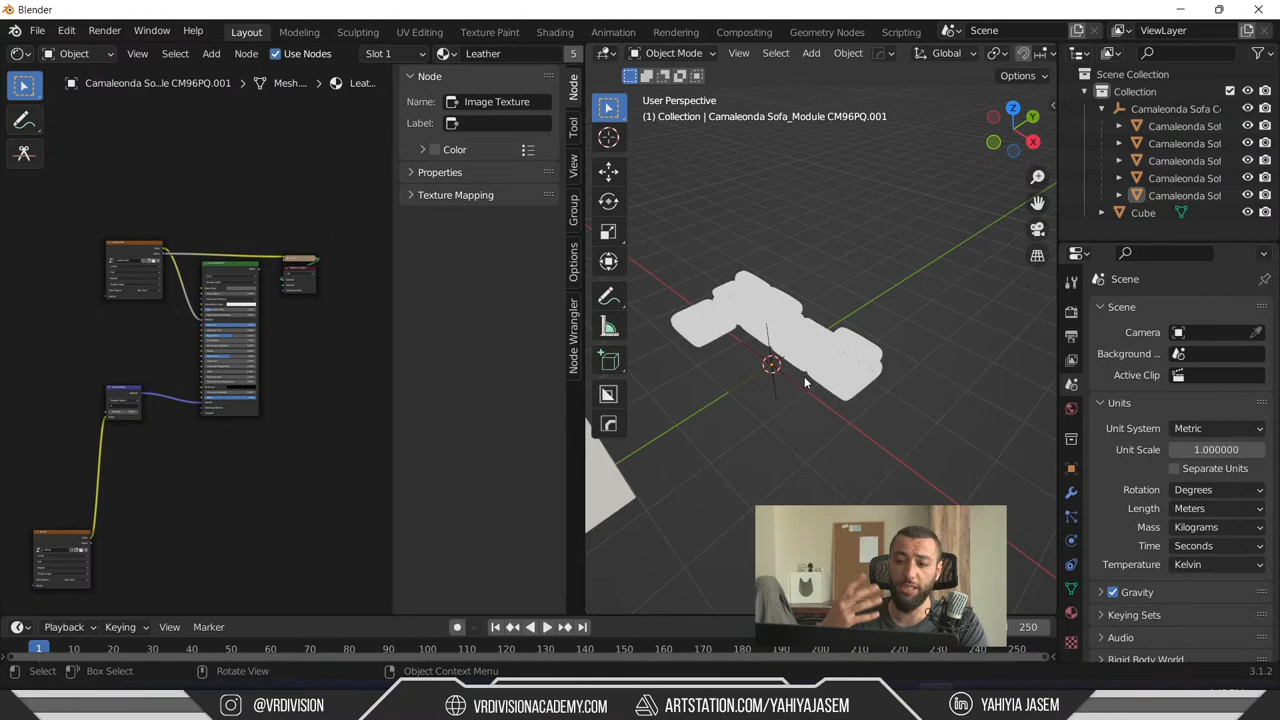 Blender
File Edit Render Window Help Layout Modeling Sculpting UV Editing Texture Paint Shading Animation Rendering Compositing Geometry Nodes Scripting Scene ViewLayer
Object View Select Add Node Use Nodes Slot 1 Leather 5
Object Mode View Select Add Object Global
Camaleonda So...le CM96PQ.001 Mesh... Leat...
Options
Node
Name: Image Texture
Label:
Color
Properties
Texture Mapping
Node
Tool
View
Group
Options
Node Wrangler
User Perspective
(1) Collection | Camaleonda Sofa_Module CM96PQ.001
Z
Y
X
Scene Collection
Collection
Camaleonda Sofa Co
Camaleonda Sof
Camaleonda Sof
Camaleonda Sof
Camaleonda Sof
Camaleonda Sof
Cube
Scene
Scene
Camera
Background ...
Active Clip
Units
Unit System Metric
Unit Scale 1.000000
Separate Units
Rotation Degrees
Length Meters
Mass Kilograms
Time Seconds
Temperature Kelvin
Gravity
Keying Sets
Audio
Rigid Body World
Playback Keying View Marker 250
1 10 20 30 40 50 60 70 80 90 100 110 120 130 140 150 160 170 180 190 200 210 220 230 240 250
Select Box Select Rotate View Object Context Menu 3.1.2
@VRDIVISION VRDIVISIONACADEMY.COM ARTSTATION.COM/YAHIYAJASEM YAHIYIA JASEM